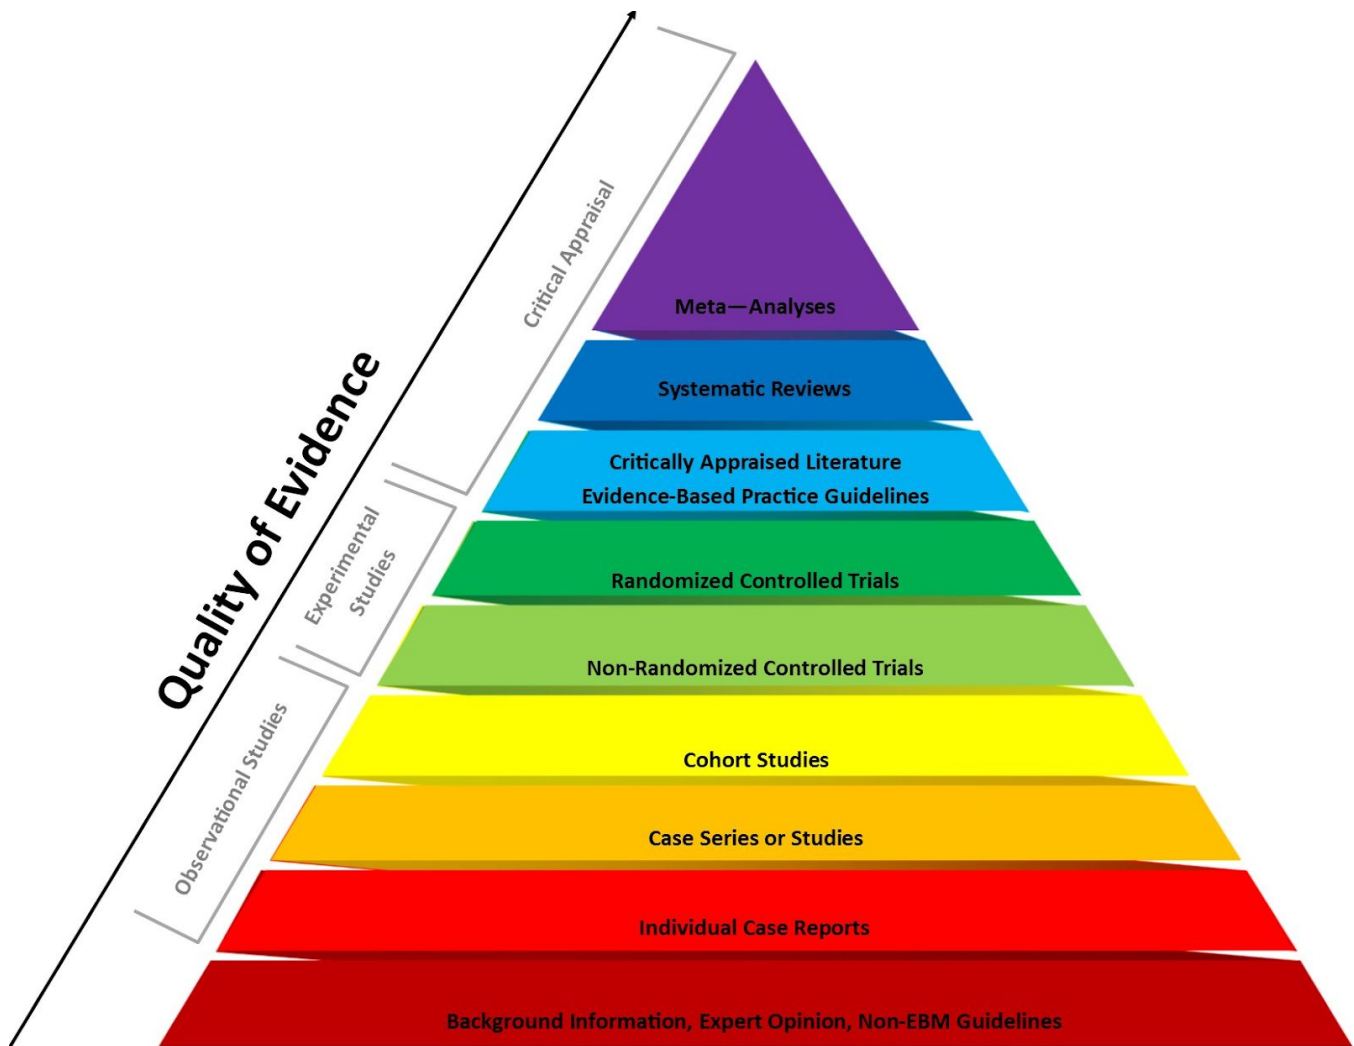 Quality of Evidence
Critical Appraisal
Experimental
Studies
Observational Studies
Meta—Analyses
Systematic Reviews
Critically Appraised Literature
Evidence-Based Practice Guidelines
Randomized Controlled Trials
Non-Randomized Controlled Trials
Cohort Studies
Case Series or Studies
Individual Case Reports
Background Information, Expert Opinion, Non-EBM Guidelines